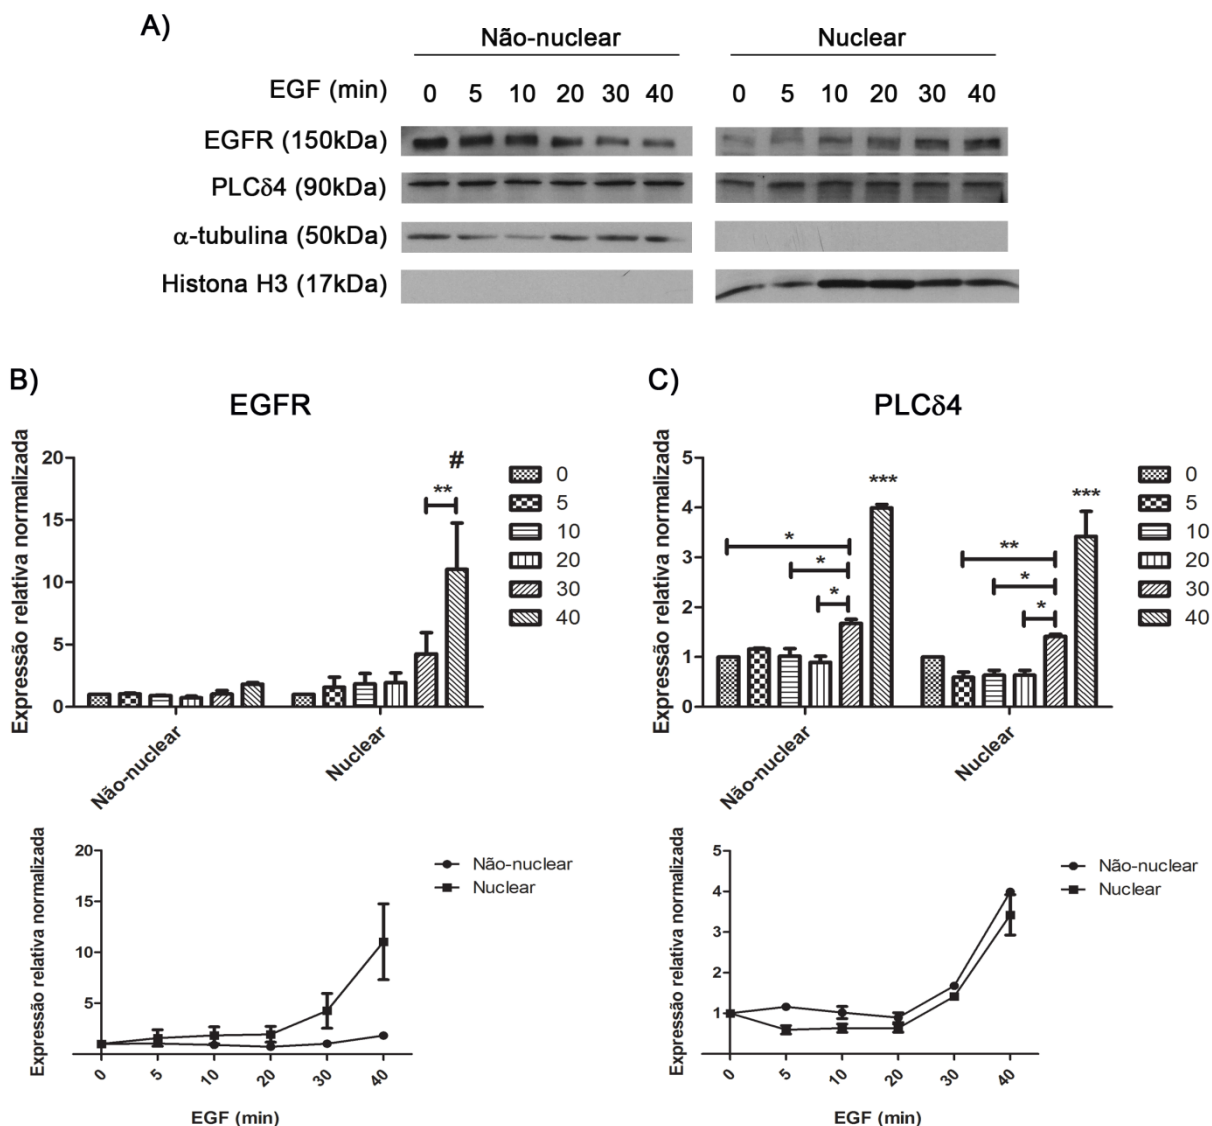 A)
Não-nuclear
Nuclear
EGF (min)
0 5 10 20 30 40
0 5 10 20 30 40
EGFR (150kDa)
PLCδ4 (90kDa)
α-tubulina (50kDa)
Histona H3 (17kDa)
B)
EGFR
Expressão relativa normalizada
20
15
10
5
0
#
**
Não-nuclear
Nuclear
0
5
10
20
30
40
C)
PLCδ4
Expressão relativa normalizada
5
4
3
2
1
0
***
*
*
*
***
**
*
*
Não-nuclear
Nuclear
0
5
10
20
30
40
Expressão relativa normalizada
20
15
10
5
0 5 10 20 30 40
EGF (min)
Não-nuclear
Nuclear
Expressão relativa normalizada
5
4
3
2
1
0 5 10 20 30 40
EGF (min)
Não-nuclear
Nuclear